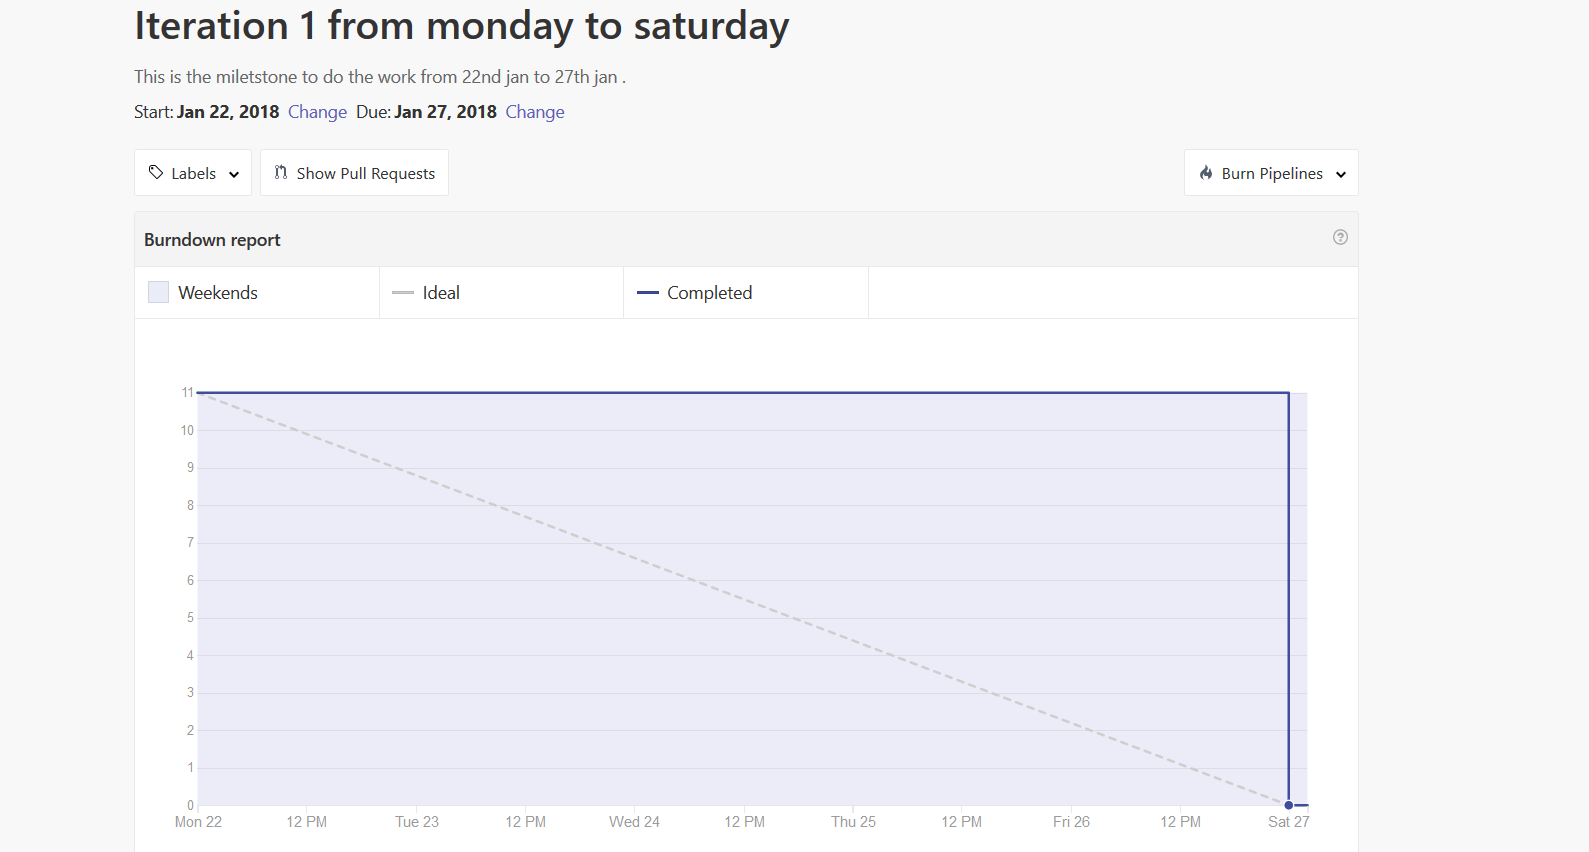 Iteration 1 from monday to saturday
This is the miletstone to do the work from 22nd jan to 27th jan .
Start: Jan 22, 2018 Change Due: Jan 27, 2018 Change
Labels Show Pull Requests Burn Pipelines
Burndown report
Weekends Ideal Completed
11
10
9
8
7
6
5
4
3
2
1
0
Mon 22 12 PM Tue 23 12 PM Wed 24 12 PM Thu 25 12 PM Fri 26 12 PM Sat 27